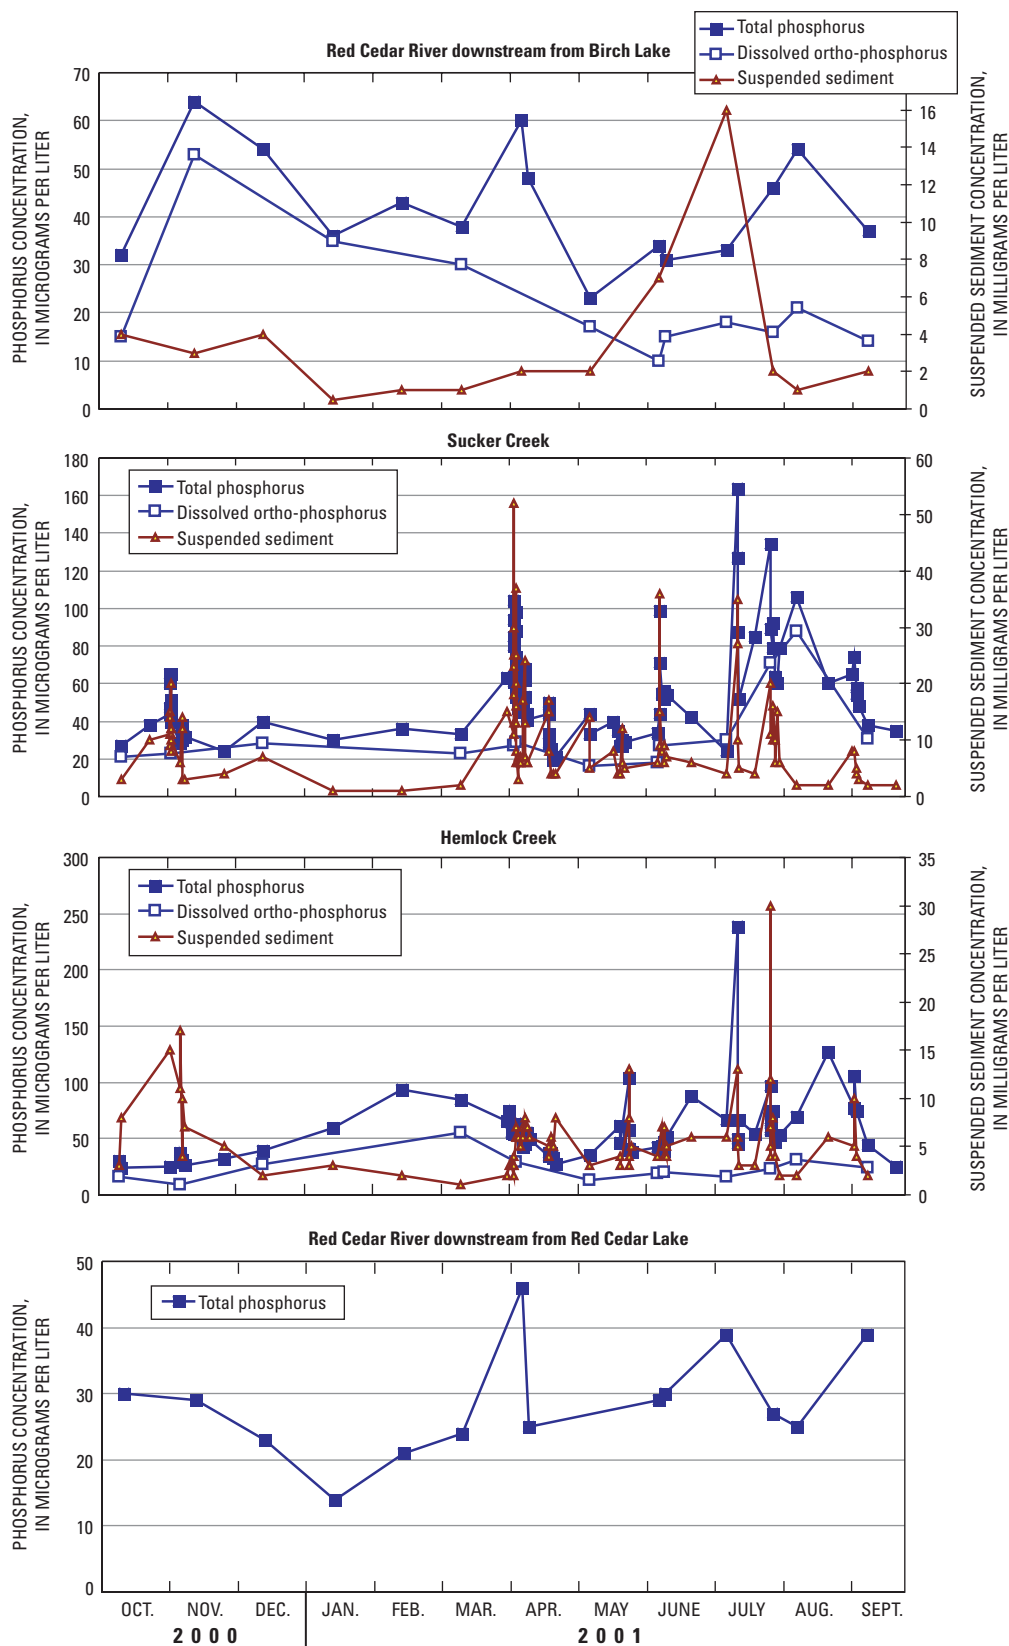 Total phosphorus
Dissolved ortho-phosphorus
Suspended sediment
Red Cedar River downstream from Birch Lake
PHOSPHORUS CONCENTRATION,
IN MICROGRAMS PER LITER
70
60
50
40
30
20
10
0
16
14
12
10
8
6
4
2
0
SUSPENDED SEDIMENT CONCENTRATION,
IN MILLIGRAMS PER LITER
Sucker Creek
PHOSPHORUS CONCENTRATION,
IN MICROGRAMS PER LITER
180
160
140
120
100
80
60
40
20
0
Total phosphorus
Dissolved ortho-phosphorus
Suspended sediment
60
50
40
30
20
10
0
SUSPENDED SEDIMENT CONCENTRATION,
IN MILLIGRAMS PER LITER
Hemlock Creek
PHOSPHORUS CONCENTRATION,
IN MICROGRAMS PER LITER
300
250
200
150
100
50
0
Total phosphorus
Dissolved ortho-phosphorus
Suspended sediment
35
30
25
20
15
10
5
0
SUSPENDED SEDIMENT CONCENTRATION,
IN MILLIGRAMS PER LITER
Red Cedar River downstream from Red Cedar Lake
PHOSPHORUS CONCENTRATION,
IN MICROGRAMS PER LITER
50
40
30
20
10
0
Total phosphorus
OCT. NOV. DEC. JAN. FEB. MAR. APR. MAY JUNE JULY AUG. SEPT.
2000 2001